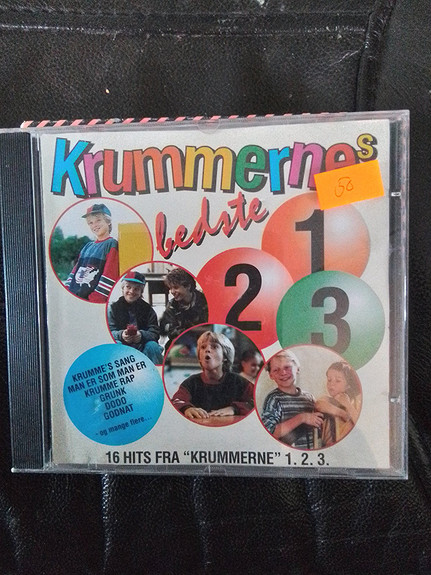 Krummernes
bedste
50
1
2
3
KRUMME'S SANG
MAN ER SOM MAN ER
KRUMME RAP
GRUNK
DODO
GODNAT
- og mange flere....
16 HITS FRA "KRUMMERNE" 1. 2. 3.